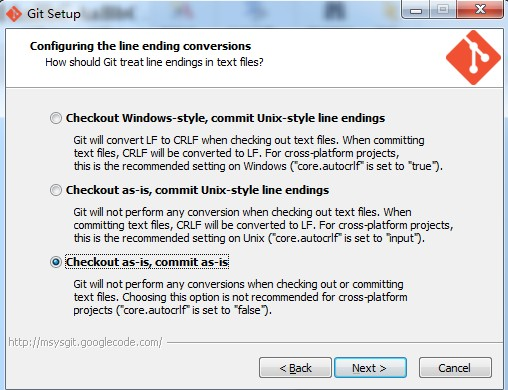 Git Setup
Configuring the line ending conversions
How should Git treat line endings in text files?
Checkout Windows-style, commit Unix-style line endings
Git will convert LF to CRLF when checking out text files. When committing
text files, CRLF will be converted to LF. For cross-platform projects,
this is the recommended setting on Windows ("core.autocrlf" is set to "true").
Checkout as-is, commit Unix-style line endings
Git will not perform any conversion when checking out text files. When
committing text files, CRLF will be converted to LF. For cross-platform projects,
this is the recommended setting on Unix ("core.autocrlf" is set to "input").
Checkout as-is, commit as-is
Git will not perform any conversions when checking out or committing
text files. Choosing this option is not recommended for cross-platform
projects ("core.autocrlf" is set to "false").
http://msysgit.googlecode.com/
< Back
Next >
Cancel